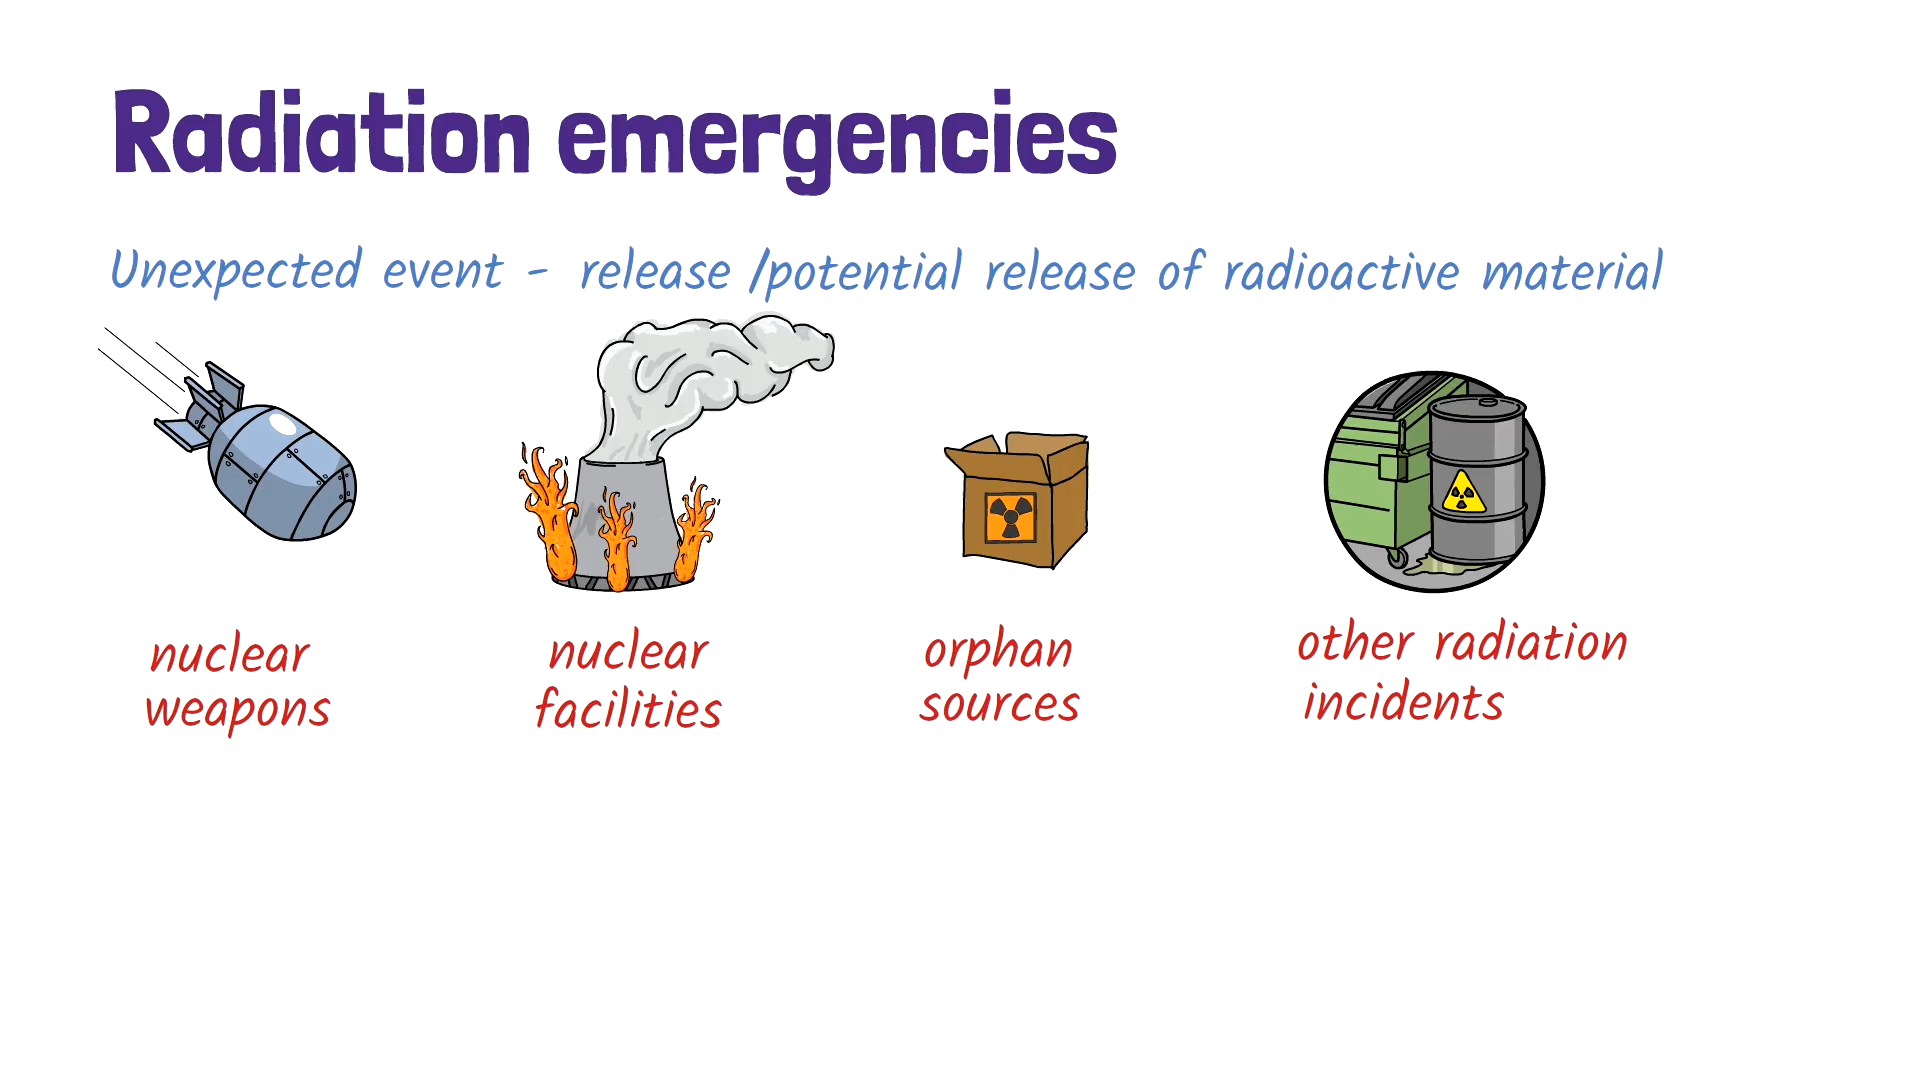 Radiation emergencies
Unexpected event - release /potential release of radioactive material
nuclear
weapons
nuclear
facilities
orphan
sources
other radiation
incidents